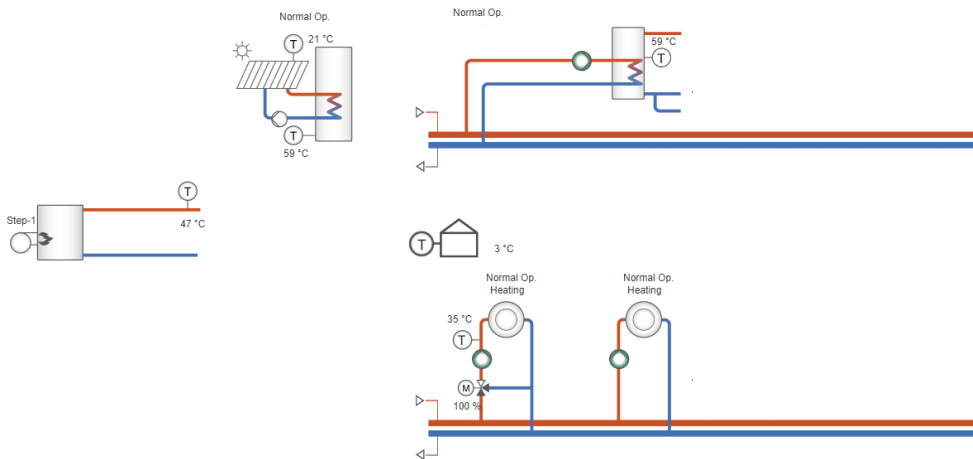 Normal Op.
T
21 °C
T
59 °C
Normal Op.
59 °C
T
T
47 °C
Step-1
T
3 °C
Normal Op.
Heating
35 °C
T
M
100 %
Normal Op.
Heating